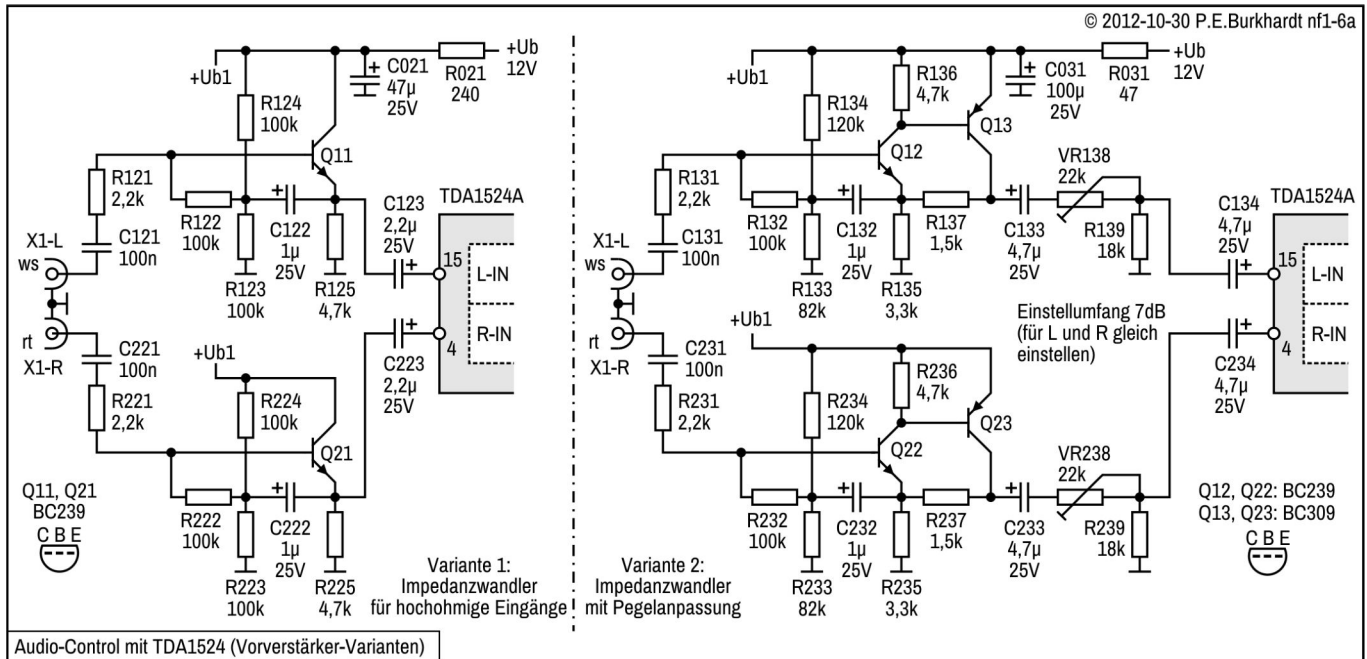 © 2012-10-30 P.E.Burkhardt nf1-6a
+Ub1
R124
100k
C021
47µ
25V
+
R021
240
+Ub
12V
Q11
R121
2,2k
R122
100k
C121
100n
X1-L
ws
+
C122
1µ
25V
R123
100k
R125
4,7k
C123
2,2µ
25V
+
TDA1524A
15
L-IN
R-IN
4
rt
X1-R
C221
100n
R221
2,2k
+Ub1
R224
100k
C223
2,2µ
25V
+
Q21
R222
100k
+
C222
1µ
25V
R223
100k
R225
4,7k
Q11, Q21
BC239
C B E
Variante 1:
Impedanzwandler
für hochohmige Eingänge
+Ub1
R134
120k
R136
4,7k
Q13
C031
100µ
25V
+
R031
47
+Ub
12V
Q12
R131
2,2k
R132
100k
C131
100n
X1-L
ws
+
C132
1µ
25V
R133
82k
R135
3,3k
R137
1,5k
+
C133
4,7µ
25V
VR138
22k
R139
18k
C134
4,7µ
25V
+
TDA1524A
15
L-IN
R-IN
4
Einstellumfang 7dB
(für L und R gleich
einstellen)
rt
X1-R
C231
100n
R231
2,2k
+Ub1
R234
120k
R236
4,7k
Q23
Q22
R232
100k
+
C232
1µ
25V
R233
82k
R235
3,3k
R237
1,5k
+
C233
4,7µ
25V
VR238
22k
R239
18k
C234
4,7µ
25V
+
Q12, Q22: BC239
Q13, Q23: BC309
C B E
Variante 2:
Impedanzwandler
mit Pegelanpassung
Audio-Control mit TDA1524 (Vorverstärker-Varianten)